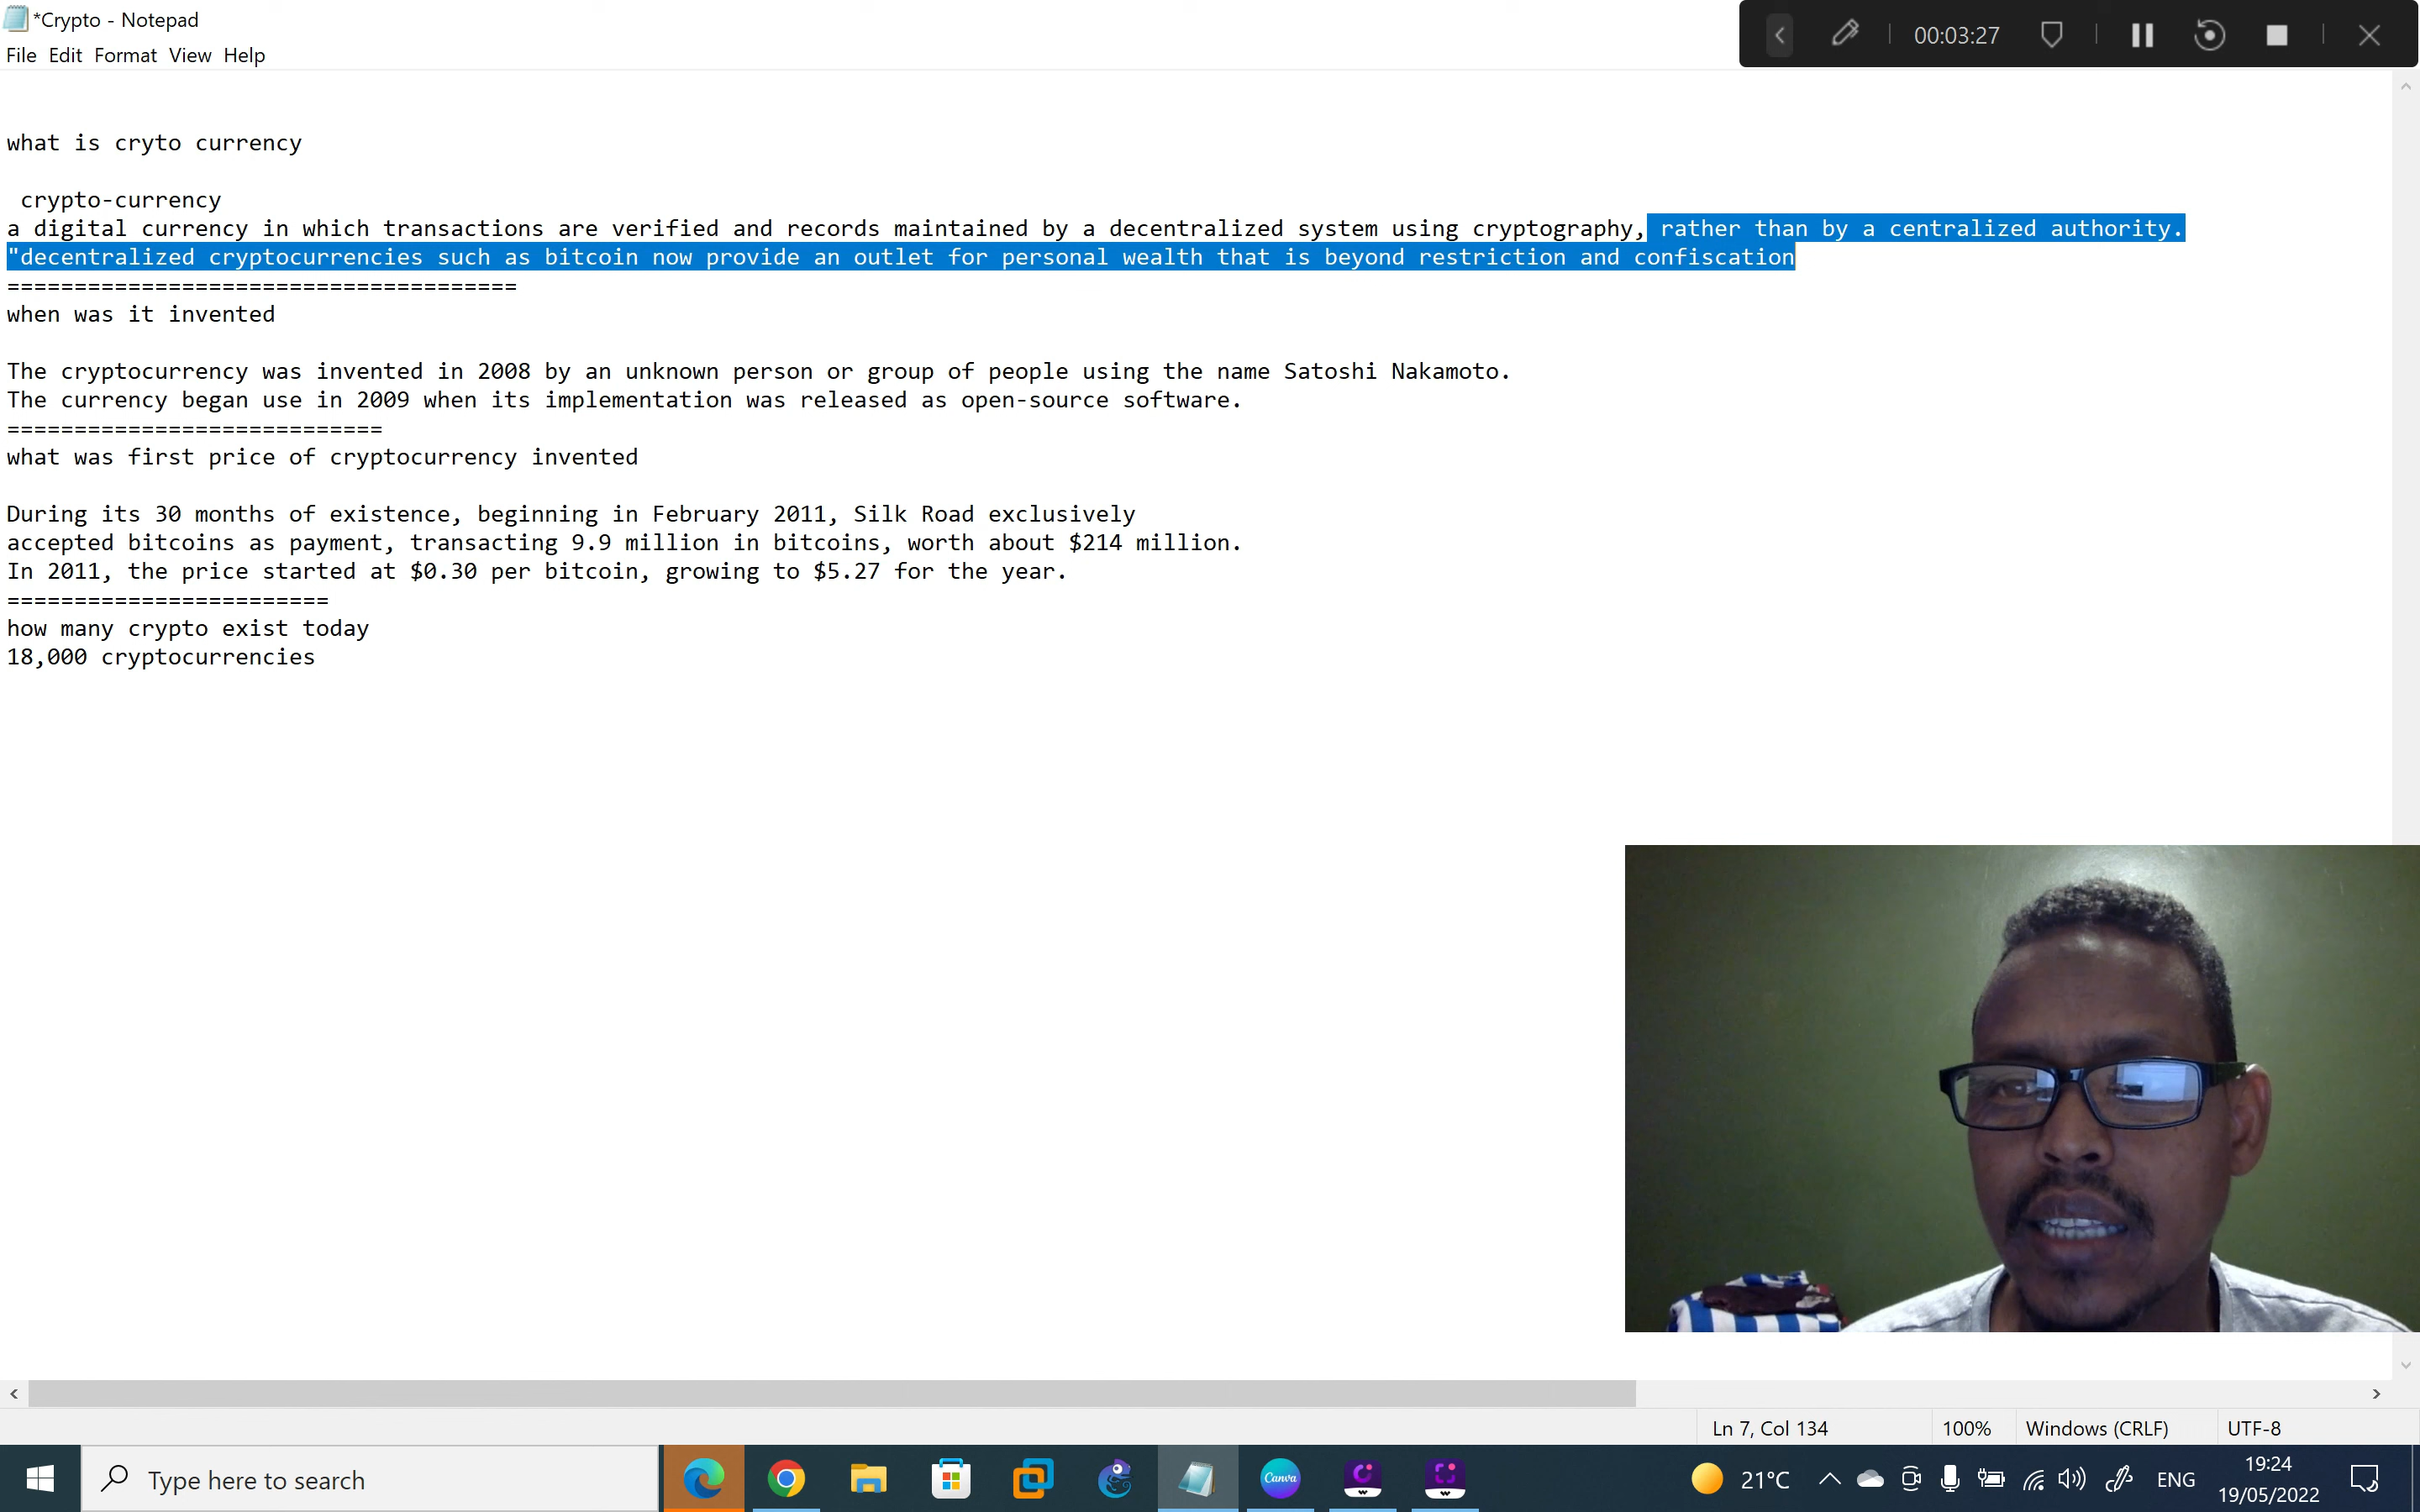 *Crypto - Notepad
00:03:27
File Edit Format View Help
what is cryto currency
crypto-currency
a digital currency in which transactions are verified and records maintained by a decentralized system using cryptography, rather than by a centralized authority.
"decentralized cryptocurrencies such as bitcoin now provide an outlet for personal wealth that is beyond restriction and confiscation
======================================
when was it invented
The cryptocurrency was invented in 2008 by an unknown person or group of people using the name Satoshi Nakamoto.
The currency began use in 2009 when its implementation was released as open-source software.
============================
what was first price of cryptocurrency invented
During its 30 months of existence, beginning in February 2011, Silk Road exclusively
accepted bitcoins as payment, transacting 9.9 million in bitcoins, worth about $214 million.
In 2011, the price started at $0.30 per bitcoin, growing to $5.27 for the year.
========================
how many crypto exist today
18,000 cryptocurrencies
Ln 7, Col 134 100% Windows (CRLF) UTF-8
Type here to search
Canva
21°C
ENG
19:24
19/05/2022